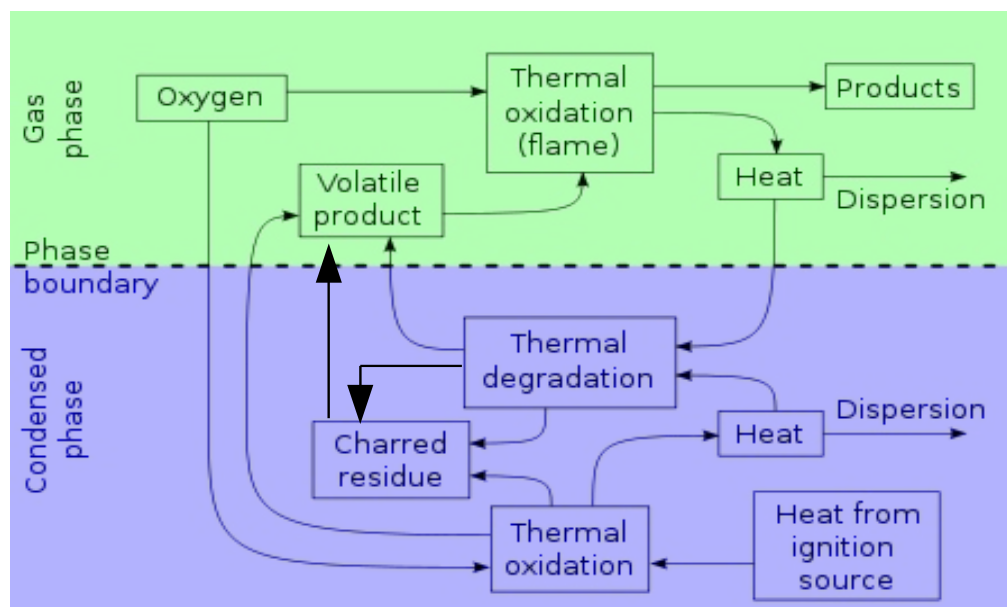 Gas
phase
Oxygen
Thermal
oxidation
(flame)
Products
Volatile
product
Heat
Dispersion
Phase
boundary
Condensed
phase
Thermal
degradation
Charred
residue
Heat
Dispersion
Thermal
oxidation
Heat from
ignition
source